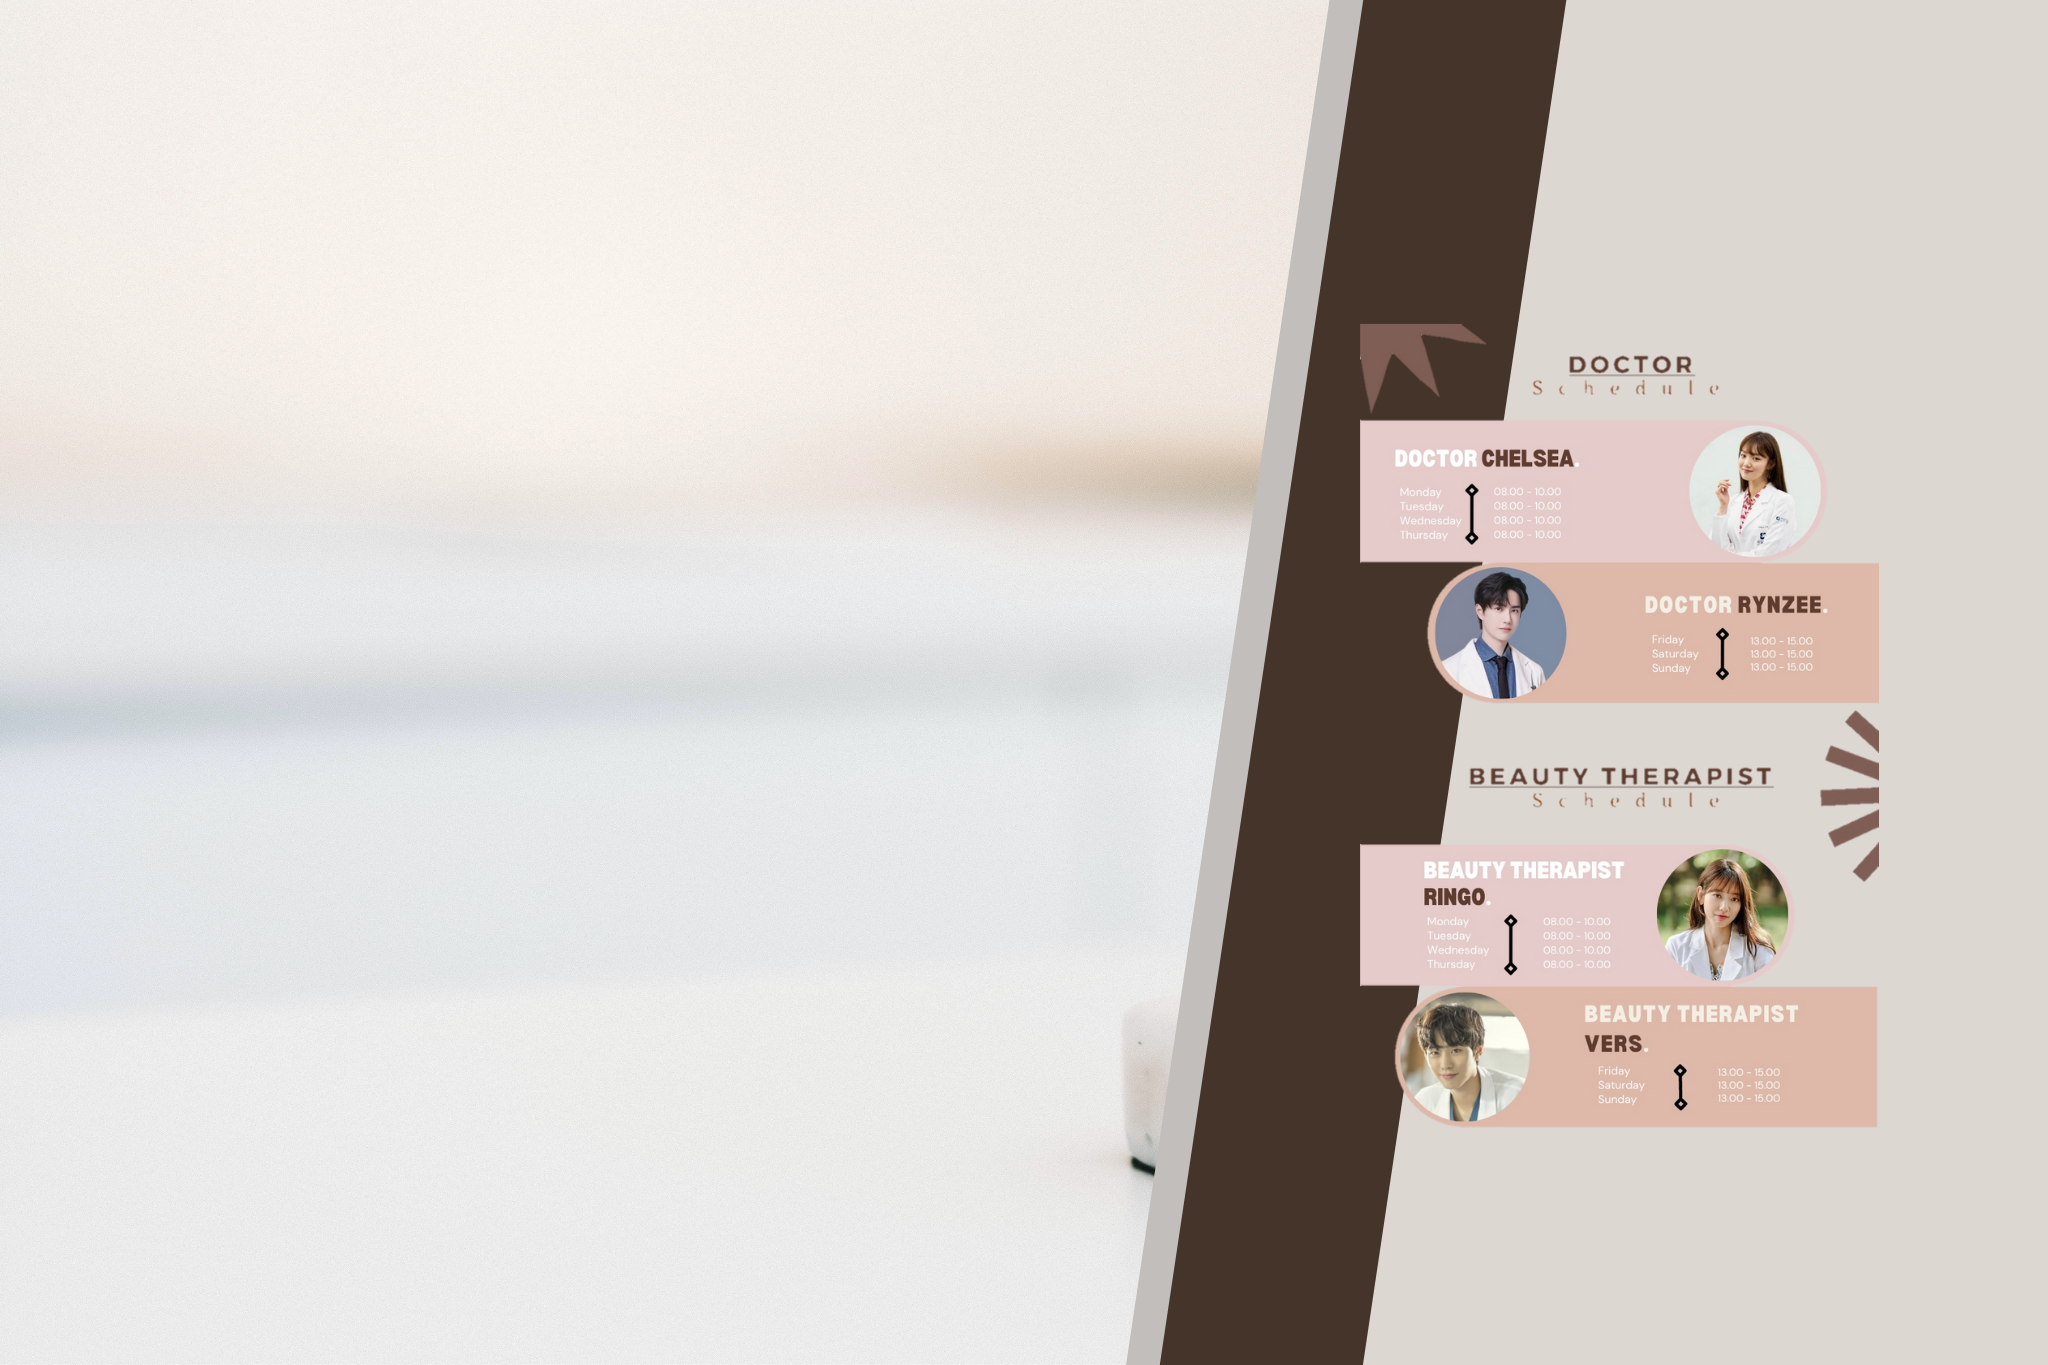 DOCTOR
Schedule
DOCTOR CHELSEA.
Monday 08.00 - 10.00
Tuesday 08.00 - 10.00
Wednesday 08.00 - 10.00
Thursday 08.00 - 10.00
DOCTOR RYNZEE.
Friday 13.00 - 15.00
Saturday 13.00 - 15.00
Sunday 13.00 - 15.00
BEAUTY THERAPIST
Schedule
BEAUTY THERAPIST
RINGO.
Monday 08.00 - 10.00
Tuesday 08.00 - 10.00
Wednesday 08.00 - 10.00
Thursday 08.00 - 10.00
BEAUTY THERAPIST
VERS.
Friday 13.00 - 15.00
Saturday 13.00 - 15.00
Sunday 13.00 - 15.00